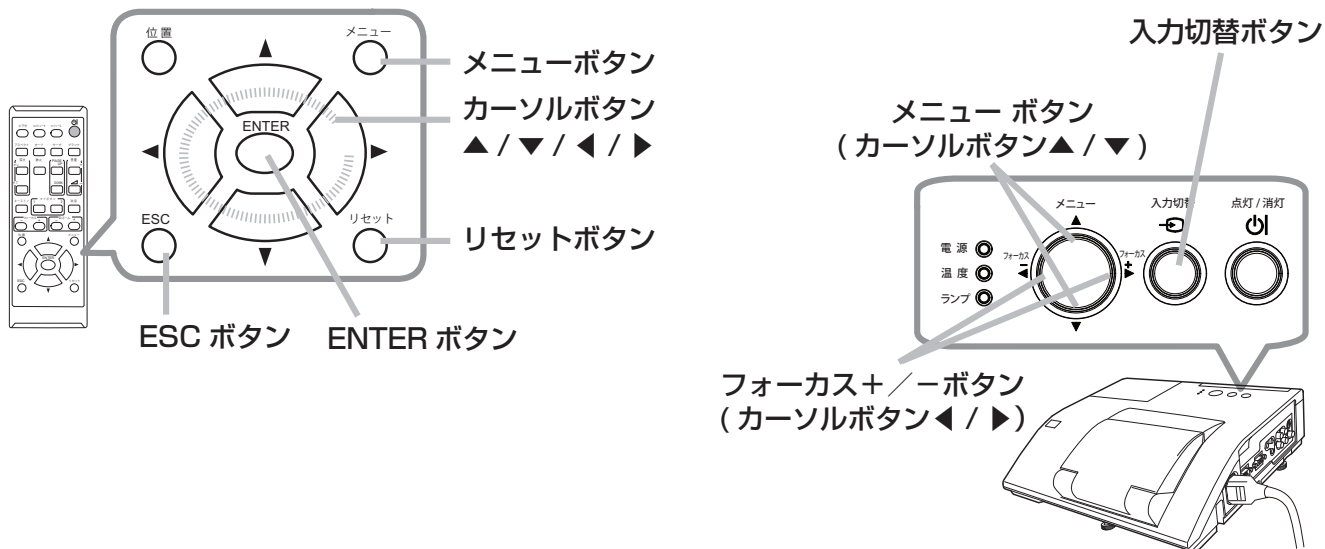 位置
メニュー
ENTER
ESC
リセット
メニューボタン
カーソルボタン
▲ / ▼ / ◀ / ▶
リセットボタン
ESC ボタン
ENTER ボタン
入力切替ボタン
メニュー ボタン
( カーソルボタン▲ / ▼ )
メニュー
入力切替
点灯 / 消灯
電 源
温 度
ランプ
フォーカス
フォーカス
フォーカス+/-ボタン
( カーソルボタン◀ / ▶)